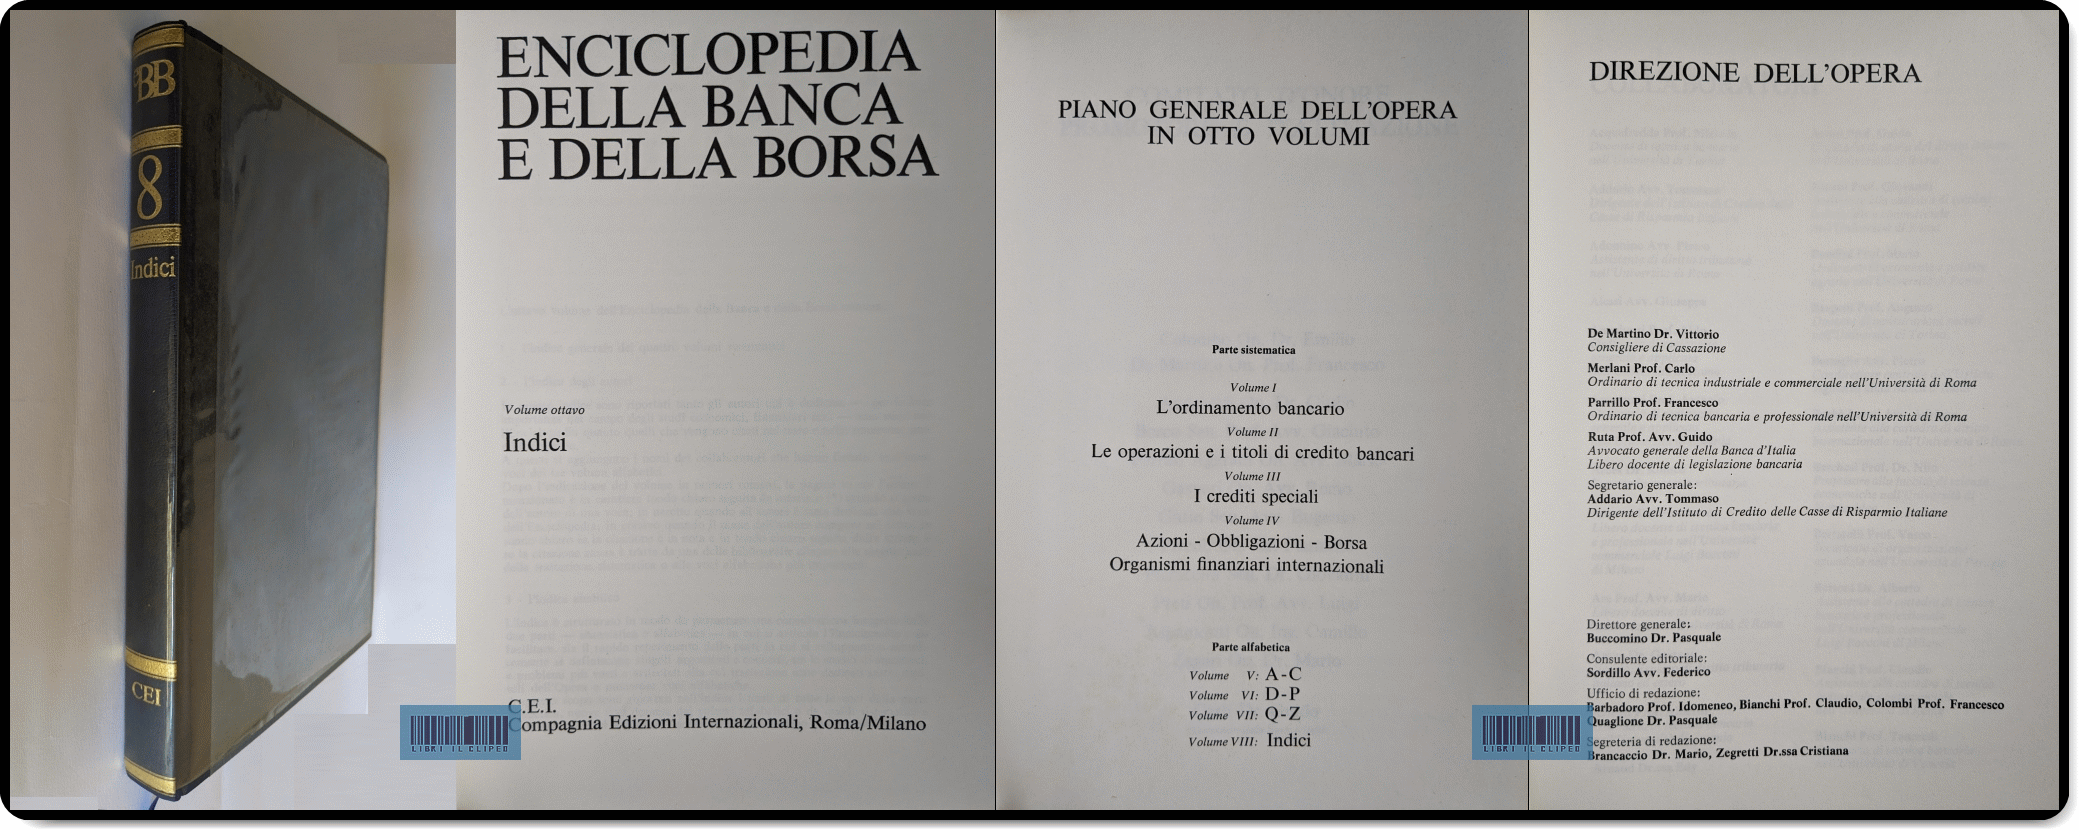 BB
8
Indici
CEI
ENCICLOPEDIA
DELLA BANCA
E DELLA BORSA
Volume ottavo
Indici
C.E.I.
Compagnia Edizioni Internazionali, Roma/Milano
LIBRI IL CLIPEO
PIANO GENERALE DELL'OPERA
IN OTTO VOLUMI
Parte sistematica
Volume I
L'ordinamento bancario
Volume II
Le operazioni e i titoli di credito bancari
Volume III
I crediti speciali
Volume IV
Azioni - Obbligazioni - Borsa
Organismi finanziari internazionali
Parte alfabetica
Volume V: A-C
Volume VI: D-P
Volume VII: Q-Z
Volume VIII: Indici
DIREZIONE DELL'OPERA
De Martino Dr. Vittorio
Consigliere di Cassazione
Merlani Prof. Carlo
Ordinario di tecnica industriale e commerciale nell'Università di Roma
Parrillo Prof. Francesco
Ordinario di tecnica bancaria e professionale nell'Università di Roma
Ruta Prof. Avv. Guido
Avvocato generale della Banca d'Italia
Libero docente di legislazione bancaria
Segretario generale:
Addario Avv. Tommaso
Dirigente dell'Istituto di Credito delle Casse di Risparmio Italiane
Direttore generale:
Buccomino Dr. Pasquale
Consulente editoriale:
Sordillo Avv. Federico
Ufficio di redazione:
Barbadoro Prof. Idomeneo, Bianchi Prof. Claudio, Colombi Prof. Francesco
Quaglione Dr. Pasquale
Segreteria di redazione:
Brancaccio Dr. Mario, Zegretti Dr.ssa Cristiana
LIBRI IL CLIPEO